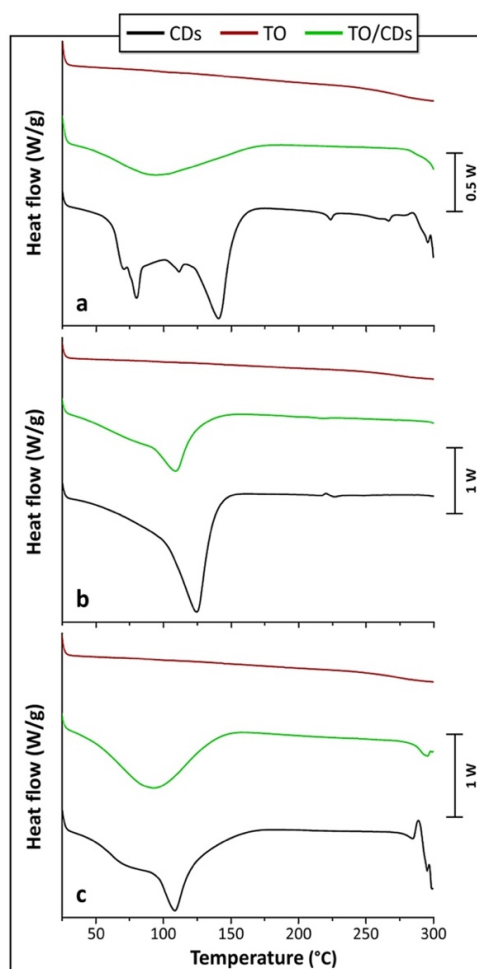 CDs TO TO/CDs
Heat flow (W/g)
0.5 W
a
Heat flow (W/g)
1 W
b
Heat flow (W/g)
1 W
c
50 100 150 200 250 300
Temperature (°C)